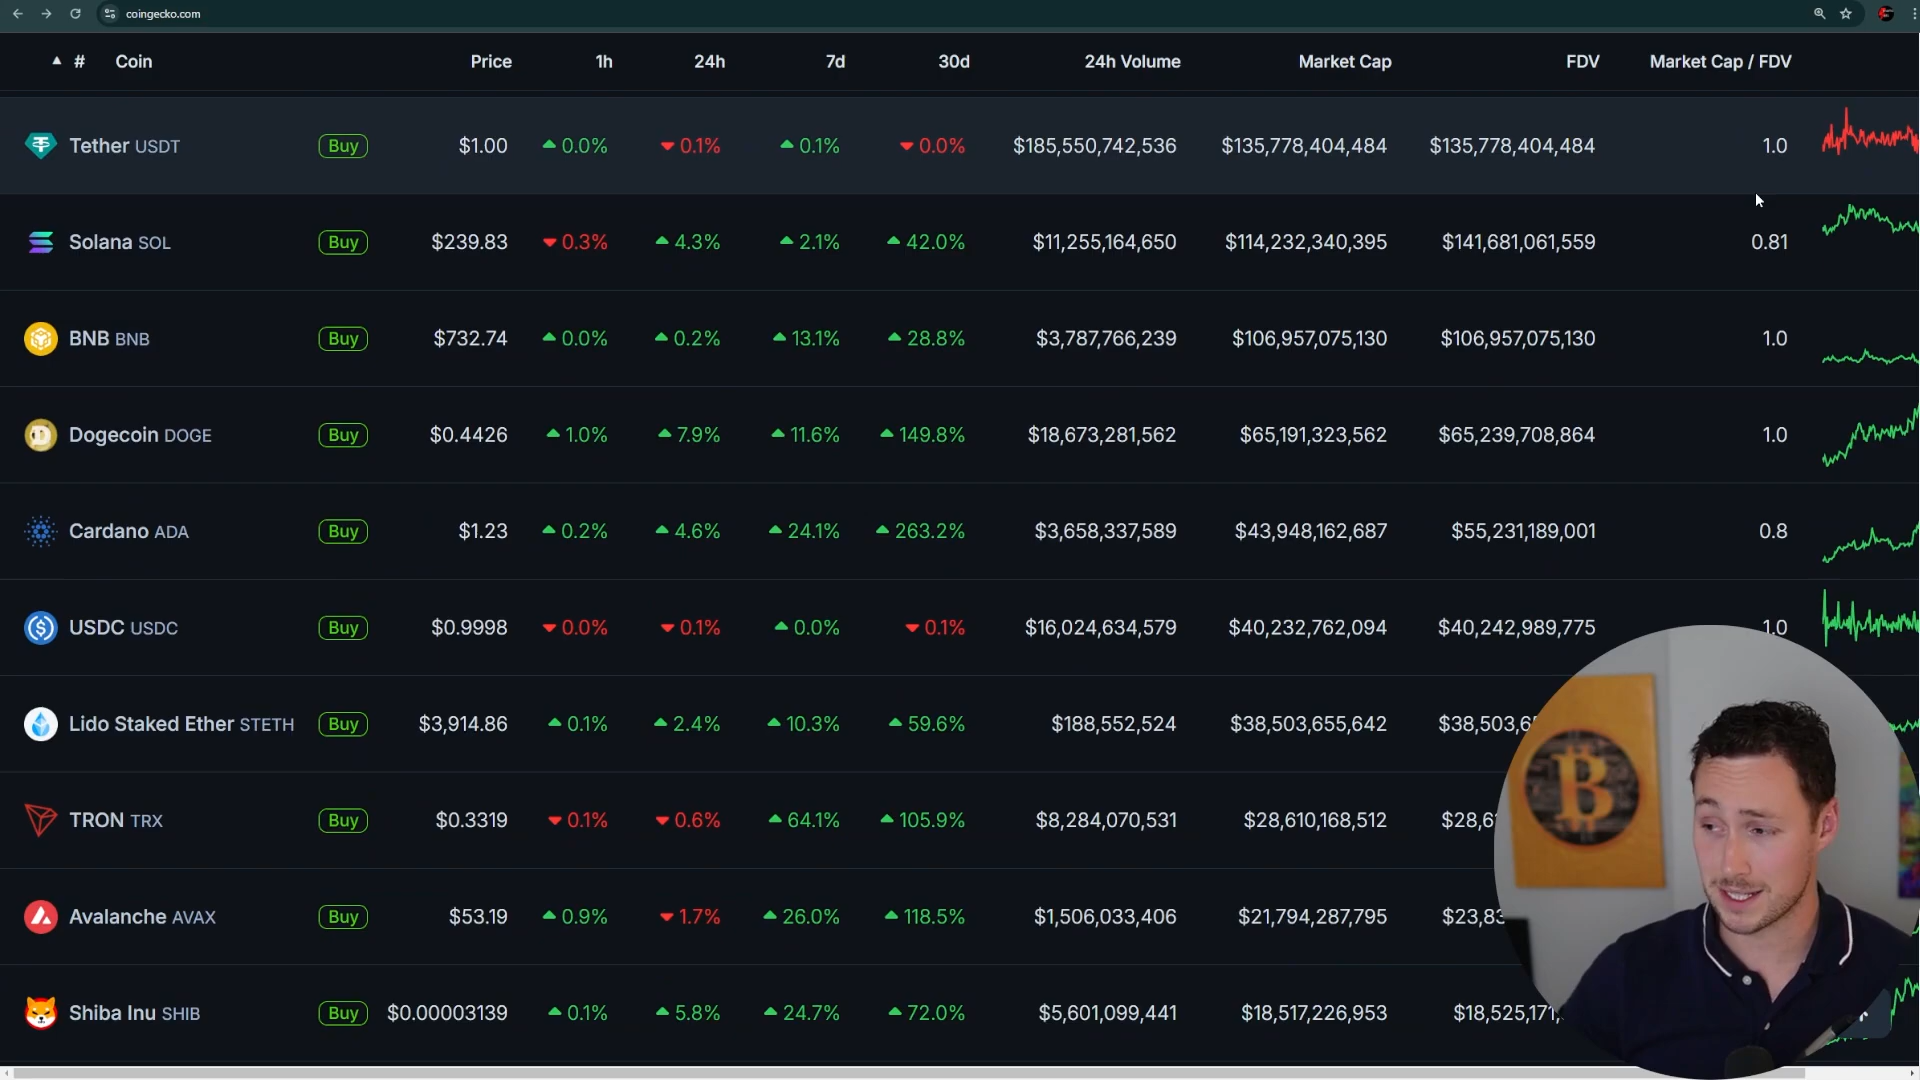 coingecko.com
# Coin Price 1h 24h 7d 30d 24h Volume Market Cap FDV Market Cap / FDV
Tether USDT Buy $1.00 0.0% 0.1% 0.1% 0.0% $185,550,742,536 $135,778,404,484 $135,778,404,484 1.0
Solana SOL Buy $239.83 0.3% 4.3% 2.1% 42.0% $11,255,164,650 $114,232,340,395 $141,681,061,559 0.81
BNB BNB Buy $732.74 0.0% 0.2% 13.1% 28.8% $3,787,766,239 $106,957,075,130 $106,957,075,130 1.0
Dogecoin DOGE Buy $0.4426 1.0% 7.9% 11.6% 149.8% $18,673,281,562 $65,191,323,562 $65,239,708,864 1.0
Cardano ADA Buy $1.23 0.2% 4.6% 24.1% 263.2% $3,658,337,589 $43,948,162,687 $55,231,189,001 0.8
USDC USDC Buy $0.9998 0.0% 0.1% 0.0% 0.1% $16,024,634,579 $40,232,762,094 $40,242,989,775 1.0
Lido Staked Ether STETH Buy $3,914.86 0.1% 2.4% 10.3% 59.6% $188,552,524 $38,503,655,642 $38,503,6
TRON TRX Buy $0.3319 0.1% 0.6% 64.1% 105.9% $8,284,070,531 $28,610,168,512 $28,6
Avalanche AVAX Buy $53.19 0.9% 1.7% 26.0% 118.5% $1,506,033,406 $21,794,287,795 $23,83
Shiba Inu SHIB Buy $0.00003139 0.1% 5.8% 24.7% 72.0% $5,601,099,441 $18,517,226,953 $18,525,171,